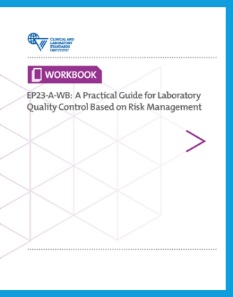 CLINICAL AND
LABORATORY
STANDARDS
INSTITUTE®
WORKBOOK
EP23-A-WB: A Practical Guide for Laboratory
Quality Control Based on Risk Management